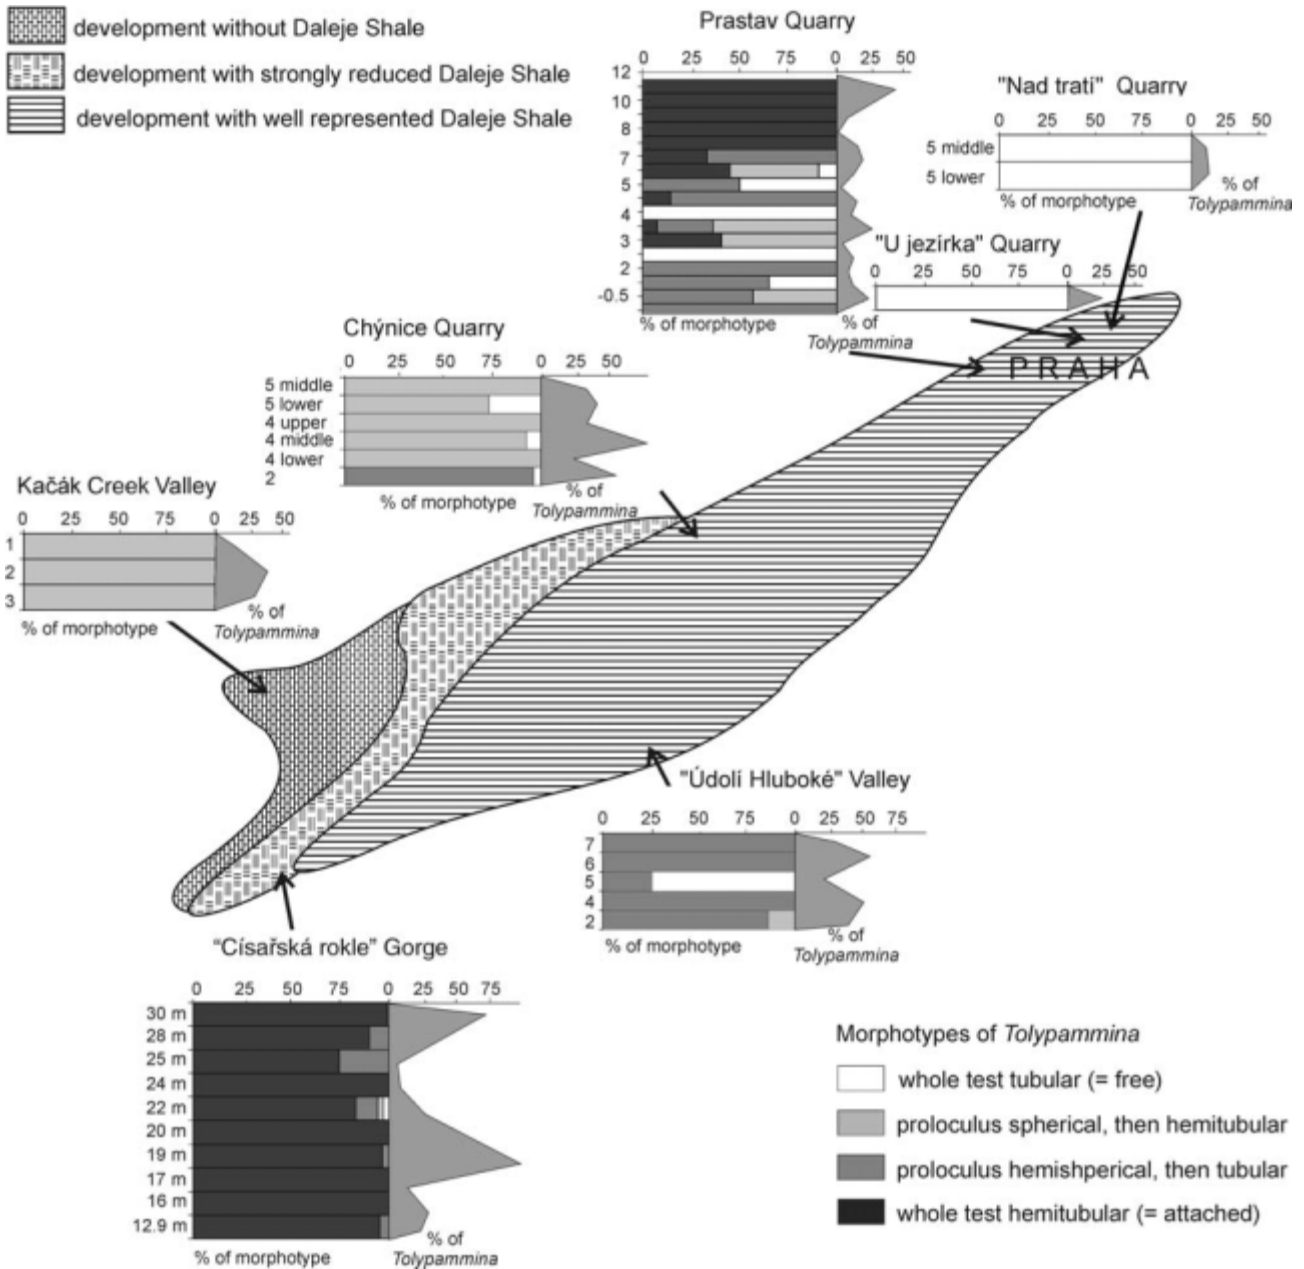 development without Daleje Shale
development with strongly reduced Daleje Shale
development with well represented Daleje Shale
Prastav Quarry
0 25 50 75 0 25 50
12
10
8
7
5
4
3
2
-0.5
% of morphotype
% of
Tolypammina
"Nad tratí" Quarry
0 25 50 75 0 25 50
5 middle
5 lower
% of morphotype
% of
Tolypammina
"U jezírka" Quarry
0 25 50 75 0 25 50
PRAHA
Chýnice Quarry
0 25 50 75 0 25 50
5 middle
5 lower
4 upper
4 middle
4 lower
2
% of morphotype
% of
Tolypammina
Kačák Creek Valley
0 25 50 75 0 25 50
1
2
3
% of morphotype
% of
Tolypammina
"Údolí Hluboké" Valley
0 25 50 75 0 25 50 75
7
6
5
4
2
% of morphotype
% of
Tolypammina
“Císařská rokle” Gorge
0 25 50 75 0 25 50 75
30 m
28 m
25 m
24 m
22 m
20 m
19 m
17 m
16 m
12.9 m
% of morphotype
% of
Tolypammina
Morphotypes of Tolypammina
whole test tubular (= free)
proloculus spherical, then hemitubular
proloculus hemishperical, then tubular
whole test hemitubular (= attached)